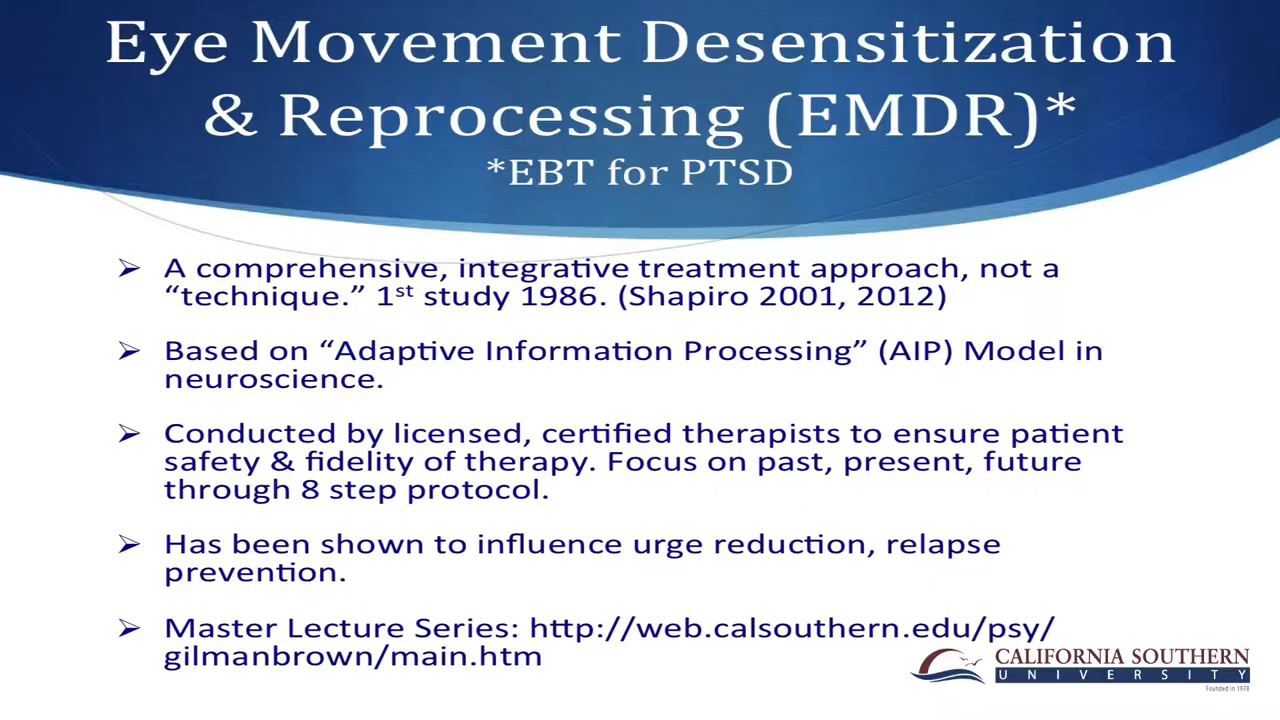 Eye Movement Desensitization
& Reprocessing (EMDR)*
*EBT for PTSD
➢ A comprehensive, integrative treatment approach, not a
“technique.” 1st study 1986. (Shapiro 2001, 2012)
➢ Based on “Adaptive Information Processing” (AIP) Model in
neuroscience.
➢ Conducted by licensed, certified therapists to ensure patient
safety & fidelity of therapy. Focus on past, present, future
through 8 step protocol.
➢ Has been shown to influence urge reduction, relapse
prevention.
➢ Master Lecture Series: http://web.calsouthern.edu/psy/
gilmanbrown/main.htm
CALIFORNIA SOUTHERN
UNIVERSITY
Founded in 1978